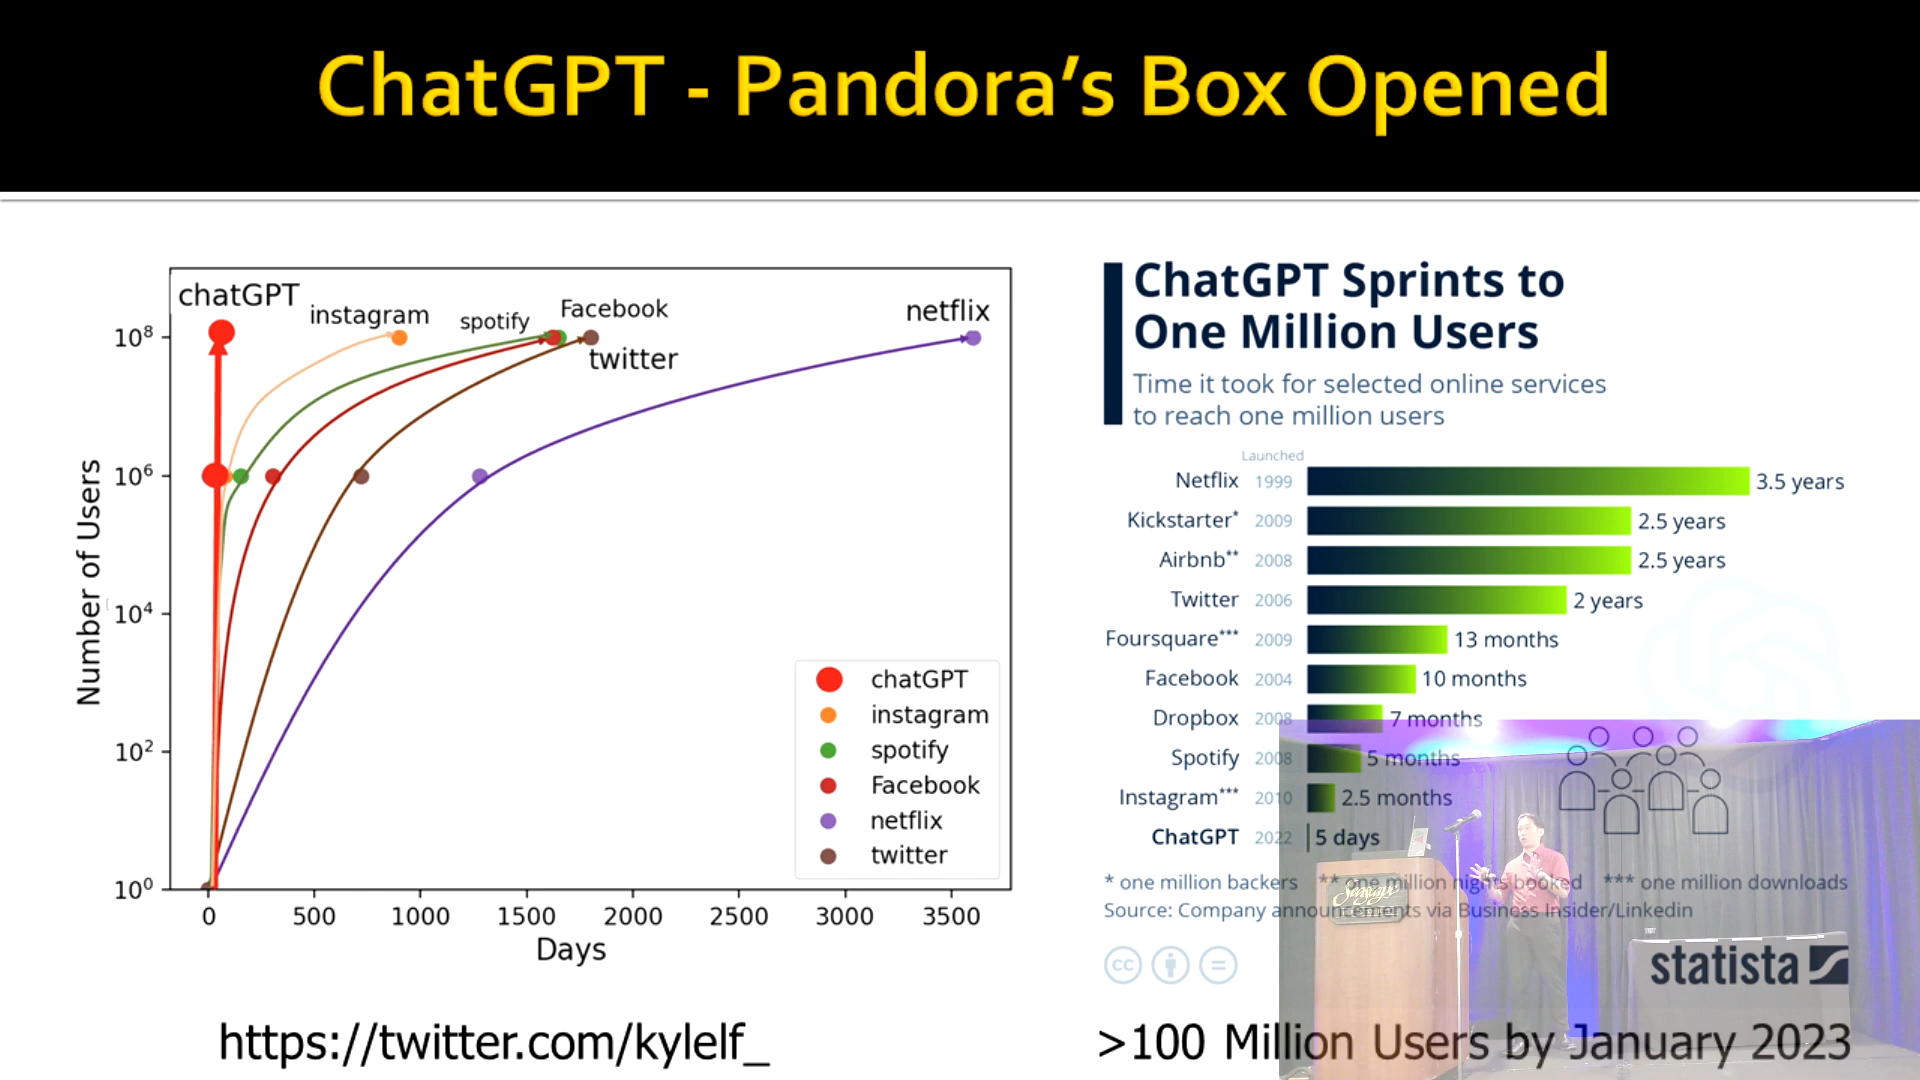 ChatGPT - Pandora's Box Opened
chatGPT
instagram
spotify
Facebook
twitter
netflix
Number of Users
10⁸
10⁶
10⁴
10²
10⁰
0 500 1000 1500 2000 2500 3000 3500
Days
chatGPT
instagram
spotify
Facebook
netflix
twitter
https://twitter.com/kylelf_
ChatGPT Sprints to
One Million Users
Time it took for selected online services
to reach one million users
Launched
Netflix 1999 3.5 years
Kickstarter* 2009 2.5 years
Airbnb** 2008 2.5 years
Twitter 2006 2 years
Foursquare*** 2009 13 months
Facebook 2004 10 months
Dropbox 2008 7 months
Spotify 2008 5 months
Instagram*** 2010 2.5 months
ChatGPT 2022 5 days
* one million backers ** one million nights booked *** one million downloads
Source: Company announcements via Business Insider/Linkedin
cc
statista
>100 Million Users by January 2023